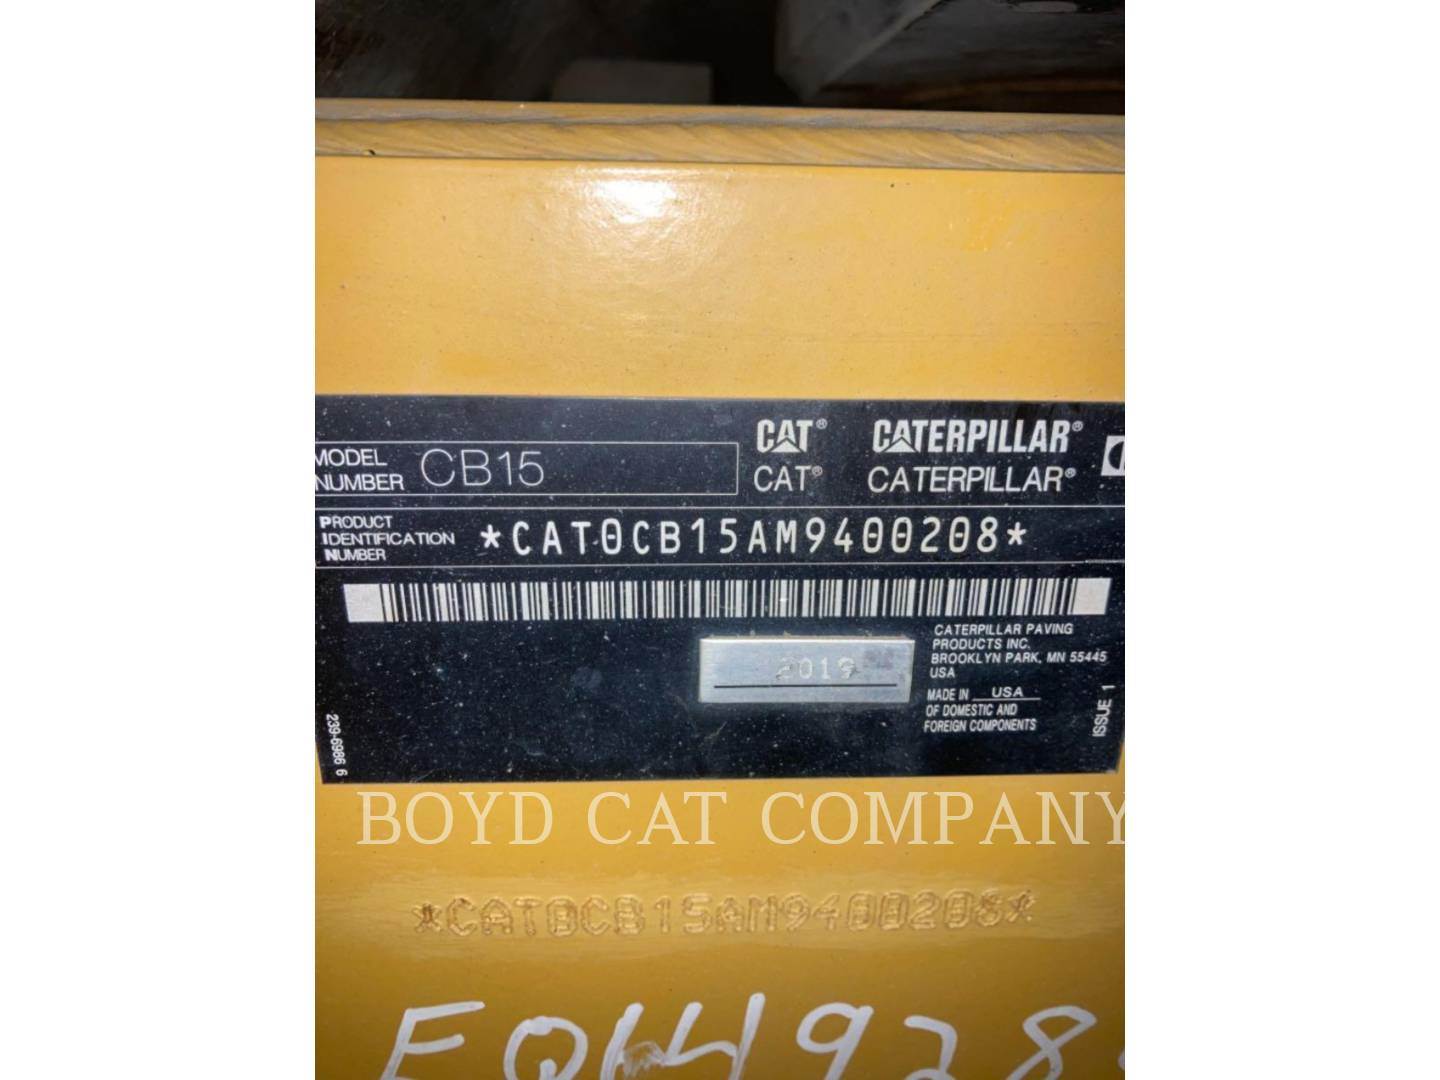 CAT® CATERPILLAR®
MODEL NUMBER CB15 CAT® CATERPILLAR®
PRODUCT IDENTIFICATION NUMBER *CAT0CB15AM9400208*
2019
CATERPILLAR PAVING
PRODUCTS INC.
BROOKLYN PARK, MN 55445
USA
MADE IN USA
OF DOMESTIC AND
FOREIGN COMPONENTS
ISSUE 1
239-6986 6
BOYD CAT COMPANY
*CAT0CB15AM9400208*